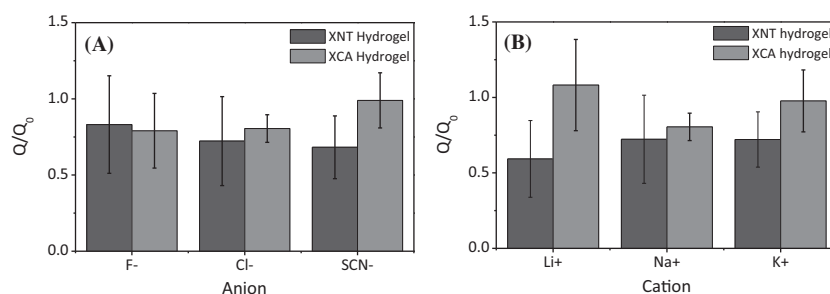 (A)
XNT Hydrogel
XCA Hydrogel
1.5
1.0
0.5
0.0
Q/Q0
F- Cl- SCN-
Anion
(B)
XNT hydrogel
XCA hydrogel
1.5
1.0
0.5
0.0
Q/Q0
Li+ Na+ K+
Cation